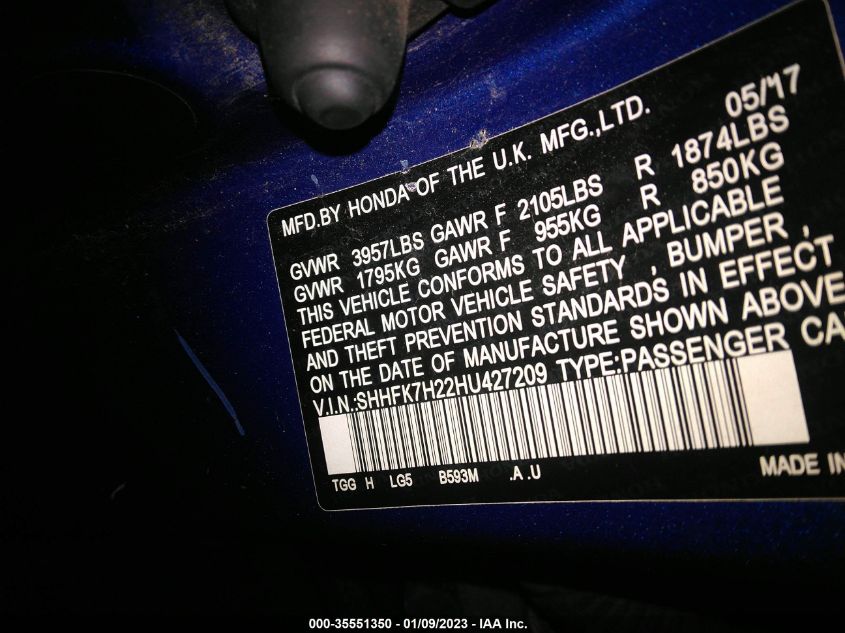 MFD.BY HONDA OF THE U.K. MFG.,LTD. 05/17
GVWR 3957LBS GAWR F 2105LBS R 1874LBS
GVWR 1795KG GAWR F 955KG R 850KG
THIS VEHICLE CONFORMS TO ALL APPLICABLE
FEDERAL MOTOR VEHICLE SAFETY , BUMPER ,
AND THEFT PREVENTION STANDARDS IN EFFECT
ON THE DATE OF MANUFACTURE SHOWN ABOVE
V.I.N.:SHHFK7H22HU427209 TYPE:PASSENGER CA
TGG H LG5 B593M .A .U
MADE IN
000-35551350 - 01/09/2023 - IAA Inc.